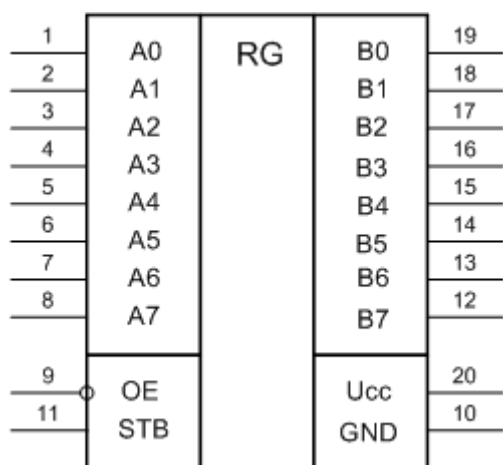 1 A0 RG B0 19
2 A1 B1 18
3 A2 B2 17
4 A3 B3 16
5 A4 B4 15
6 A5 B5 14
7 A6 B6 13
8 A7 B7 12
9 OE Ucc 20
11 STB GND 10